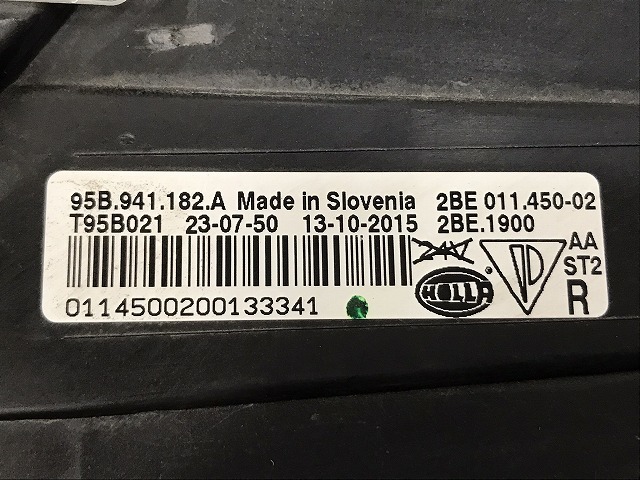 95B.941.182.A Made in Slovenia 2BE 011.450-02
T95B021 23-07-50 13-10-2015 2BE.1900
24V
HELLA
AA
ST2
R
0114500200133341